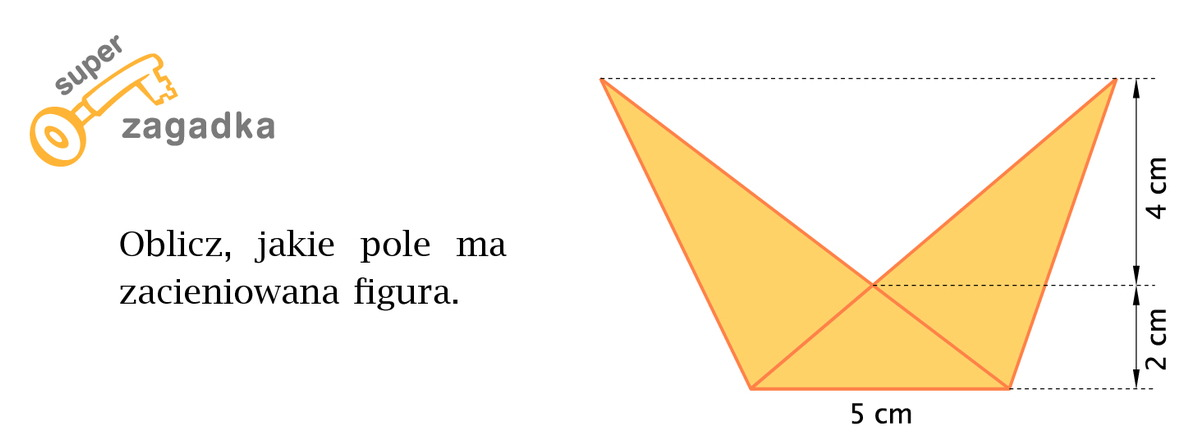 super
zagadka
Oblicz, jakie pole ma
zacieniowana figura.
4 cm
2 cm
5 cm